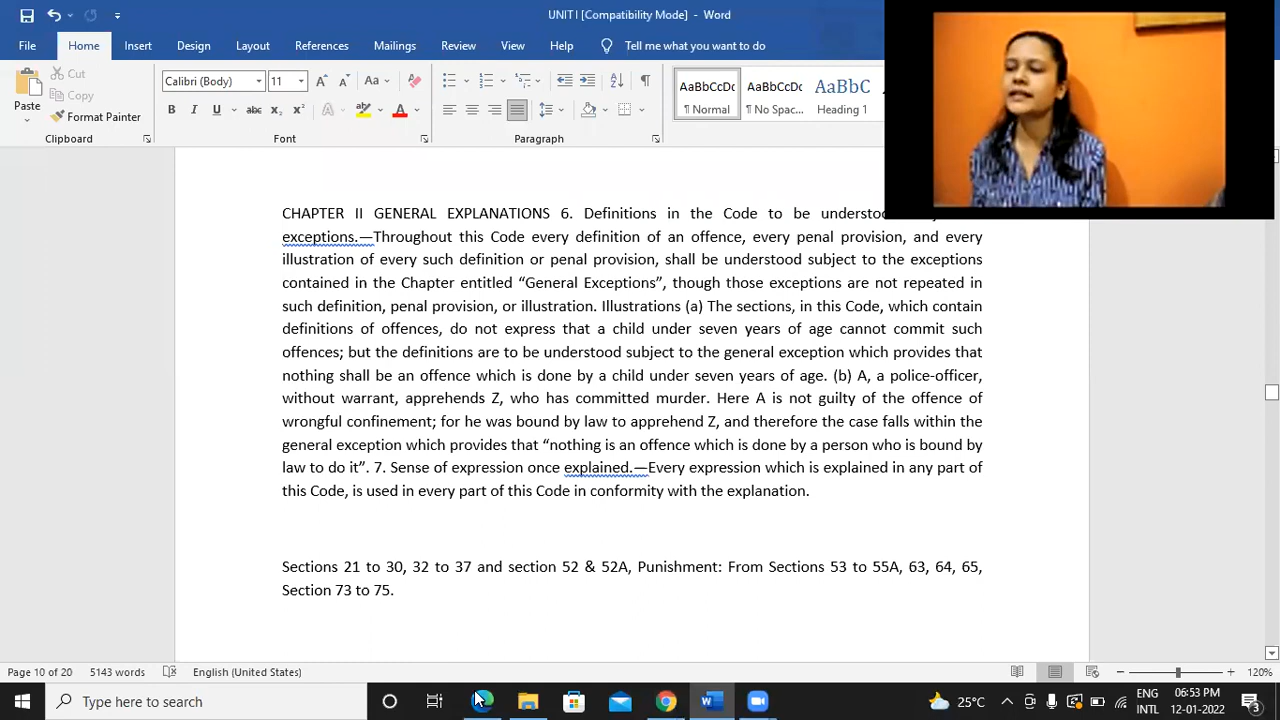 UNIT I [Compatibility Mode] - Word
File Home Insert Design Layout References Mailings Review View Help Tell me what you want to do
Paste
Cut
Copy
Format Painter
Clipboard
Calibri (Body) 11
Font
Paragraph
AaBbCcDc AaBbCcDc AaBbC
¶ Normal ¶ No Spac... Heading 1
CHAPTER II GENERAL EXPLANATIONS 6. Definitions in the Code to be
exceptions.—Throughout this Code every definition of an offence, every penal provision, and every
illustration of every such definition or penal provision, shall be understood subject to the exceptions
contained in the Chapter entitled “General Exceptions”, though those exceptions are not repeated in
such definition, penal provision, or illustration. Illustrations (a) The sections, in this Code, which contain
definitions of offences, do not express that a child under seven years of age cannot commit such
offences; but the definitions are to be understood subject to the general exception which provides that
nothing shall be an offence which is done by a child under seven years of age. (b) A, a police-officer,
without warrant, apprehends Z, who has committed murder. Here A is not guilty of the offence of
wrongful confinement; for he was bound by law to apprehend Z, and therefore the case falls within the
general exception which provides that “nothing is an offence which is done by a person who is bound by
law to do it”. 7. Sense of expression once explained.—Every expression which is explained in any part of
this Code, is used in every part of this Code in conformity with the explanation.
Sections 21 to 30, 32 to 37 and section 52 & 52A, Punishment: From Sections 53 to 55A, 63, 64, 65,
Section 73 to 75.
Page 10 of 20 5143 words English (United States) 120%
Type here to search 25°C ENG INTL 06:53 PM 12-01-2022 3